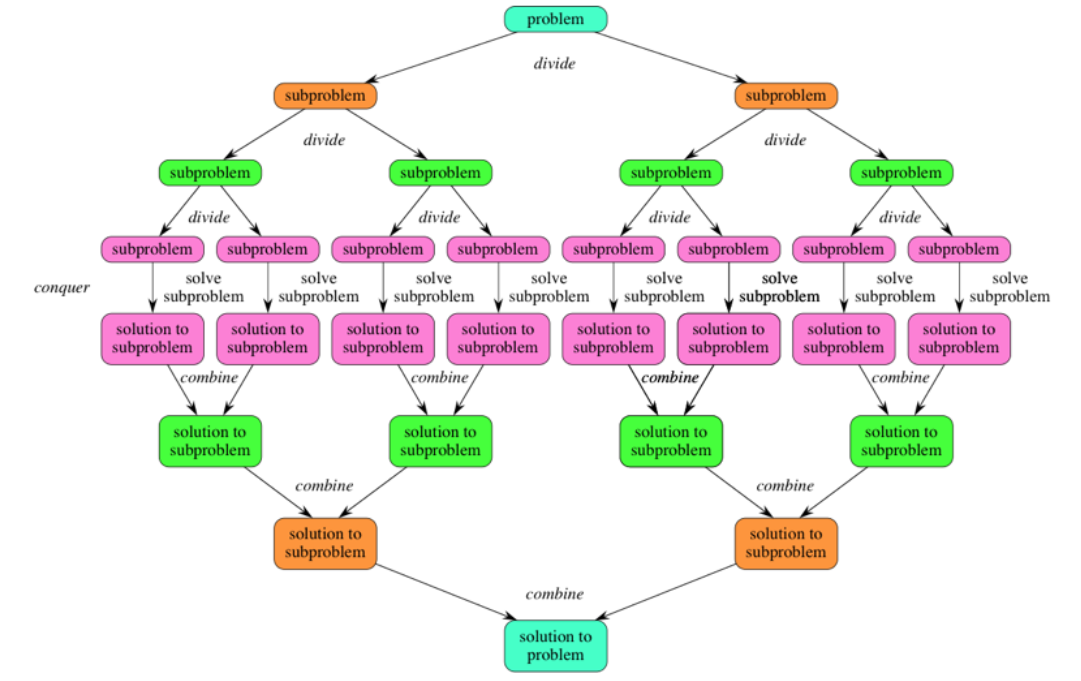 problem
divide
subproblem subproblem
divide divide
subproblem subproblem subproblem subproblem
divide divide divide divide
subproblem subproblem subproblem subproblem subproblem subproblem subproblem subproblem
conquer
solve solve solve solve solve solve solve solve
subproblem subproblem subproblem subproblem subproblem subproblem subproblem subproblem
solution to solution to solution to solution to solution to solution to solution to solution to
subproblem subproblem subproblem subproblem subproblem subproblem subproblem subproblem
combine combine combine combine
solution to solution to solution to solution to
subproblem subproblem subproblem subproblem
combine combine
solution to solution to
subproblem subproblem
combine
solution to
problem